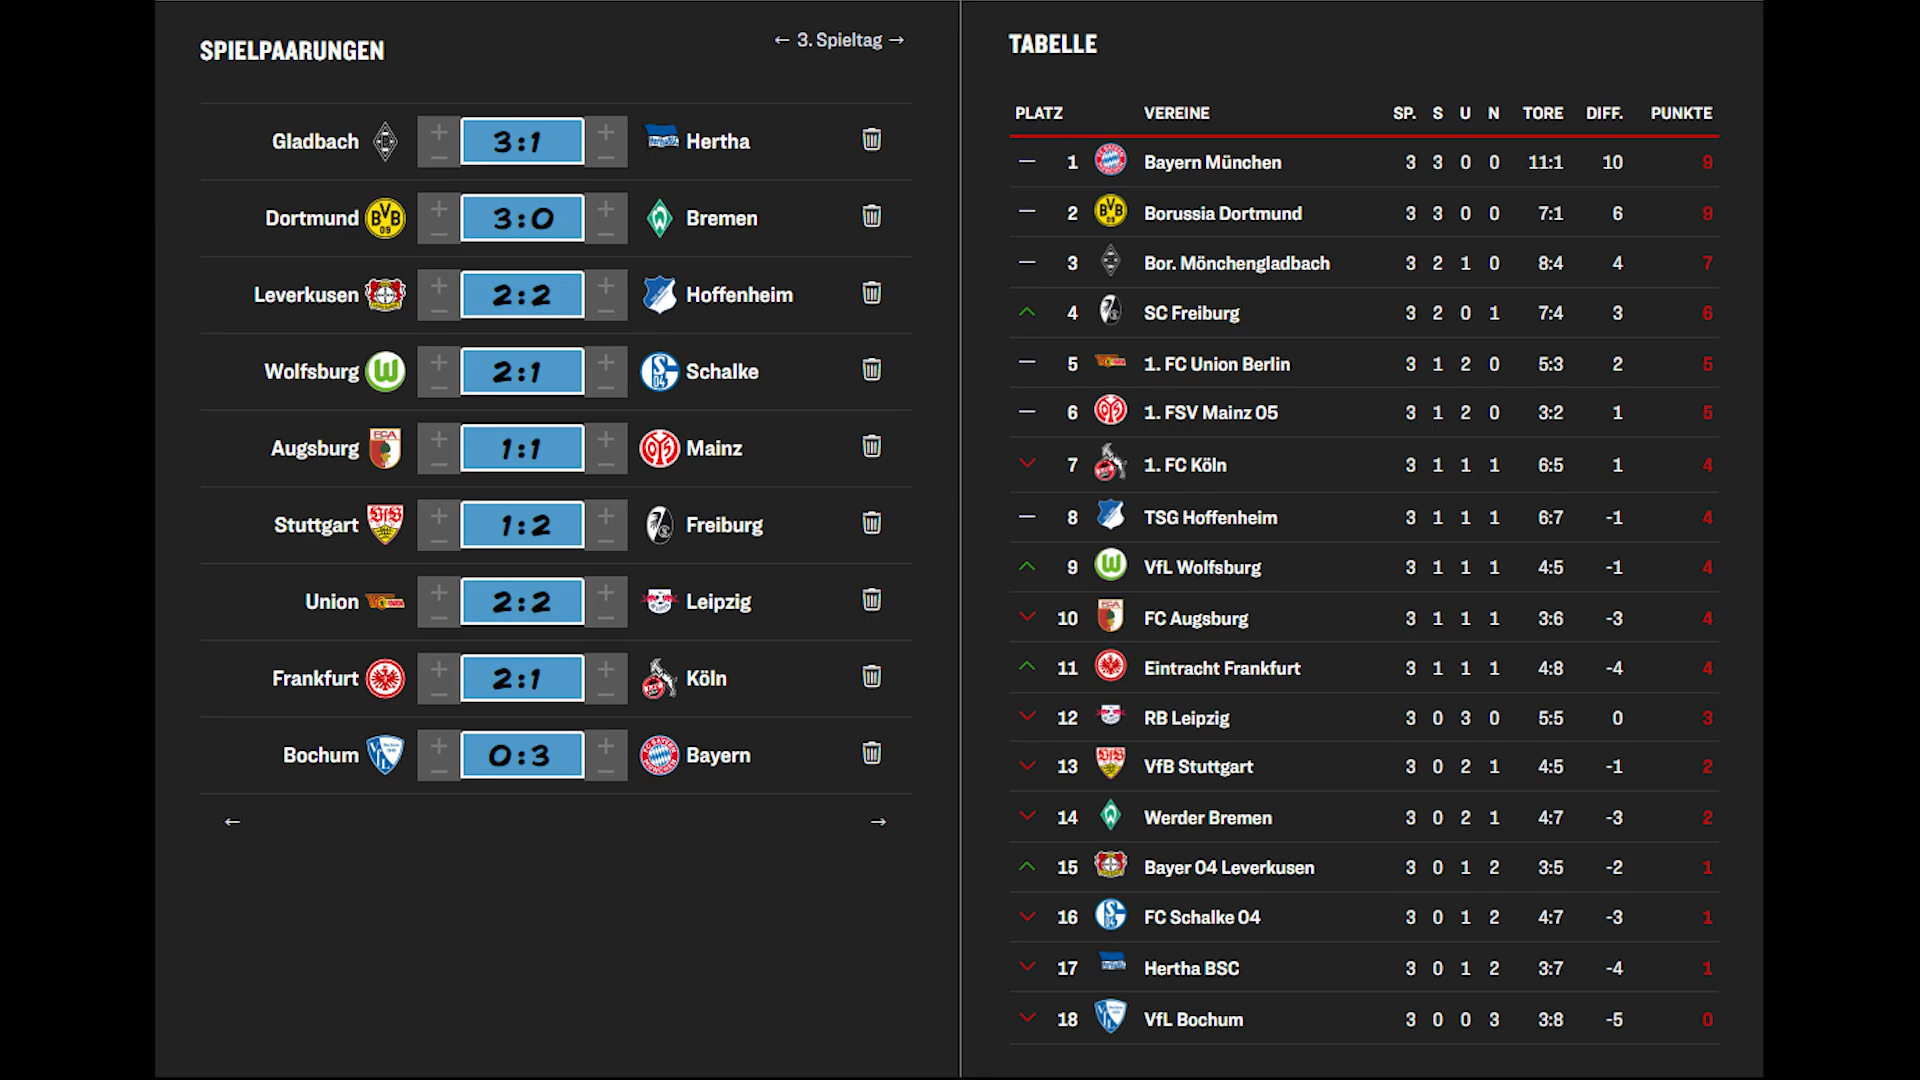 SPIELPAARUNGEN
← 3. Spieltag →
Gladbach 3:1 Hertha
Dortmund 3:0 Bremen
Leverkusen 2:2 Hoffenheim
Wolfsburg 2:1 Schalke
Augsburg 1:1 Mainz
Stuttgart 1:2 Freiburg
Union 2:2 Leipzig
Frankfurt 2:1 Köln
Bochum 0:3 Bayern
← →
TABELLE
PLATZ VEREINE SP. S U N TORE DIFF. PUNKTE
— 1 Bayern München 3 3 0 0 11:1 10 9
— 2 Borussia Dortmund 3 3 0 0 7:1 6 9
— 3 Bor. Mönchengladbach 3 2 1 0 8:4 4 7
4 SC Freiburg 3 2 0 1 7:4 3 6
— 5 1. FC Union Berlin 3 1 2 0 5:3 2 5
— 6 1. FSV Mainz 05 3 1 2 0 3:2 1 5
7 1. FC Köln 3 1 1 1 6:5 1 4
— 8 TSG Hoffenheim 3 1 1 1 6:7 -1 4
9 VfL Wolfsburg 3 1 1 1 4:5 -1 4
10 FC Augsburg 3 1 1 1 3:6 -3 4
11 Eintracht Frankfurt 3 1 1 1 4:8 -4 4
12 RB Leipzig 3 0 3 0 5:5 0 3
13 VfB Stuttgart 3 0 2 1 4:5 -1 2
14 Werder Bremen 3 0 2 1 4:7 -3 2
15 Bayer 04 Leverkusen 3 0 1 2 3:5 -2 1
16 FC Schalke 04 3 0 1 2 4:7 -3 1
17 Hertha BSC 3 0 1 2 3:7 -4 1
18 VfL Bochum 3 0 0 3 3:8 -5 0